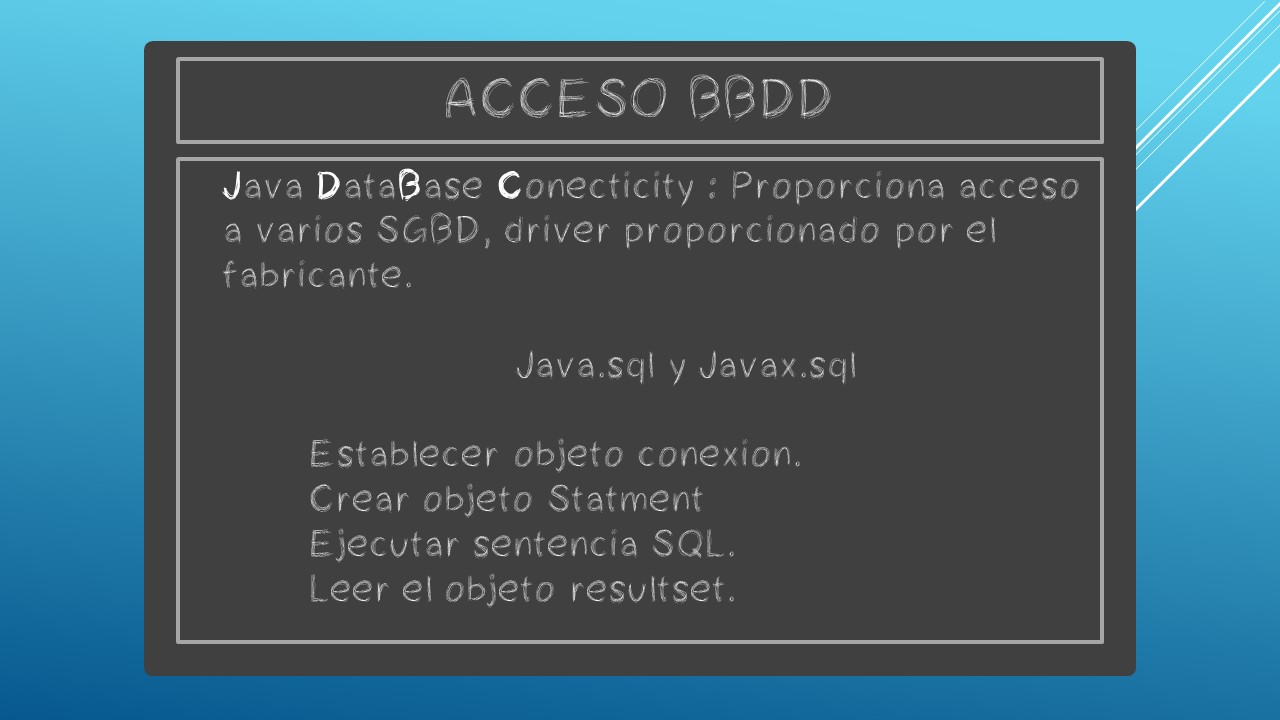 ACCESO BBDD
Java DataBase Conecticity : Proporciona acceso
a varios SGBD, driver proporcionado por el
fabricante.
Java.sql y Javax.sql
Establecer objeto conexion.
Crear objeto Statment
Ejecutar sentencia SQL.
Leer el objeto resultset.